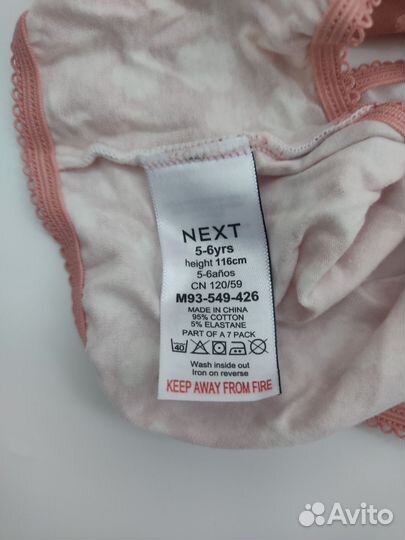 NEXT
5-6yrs
height 116cm
5-6años
CN 120/59
M93-549-426
MADE IN CHINA
95% COTTON
5% ELASTANE
PART OF A 7 PACK
40
Wash inside out
Iron on reverse
KEEP AWAY FROM FIRE
Avito